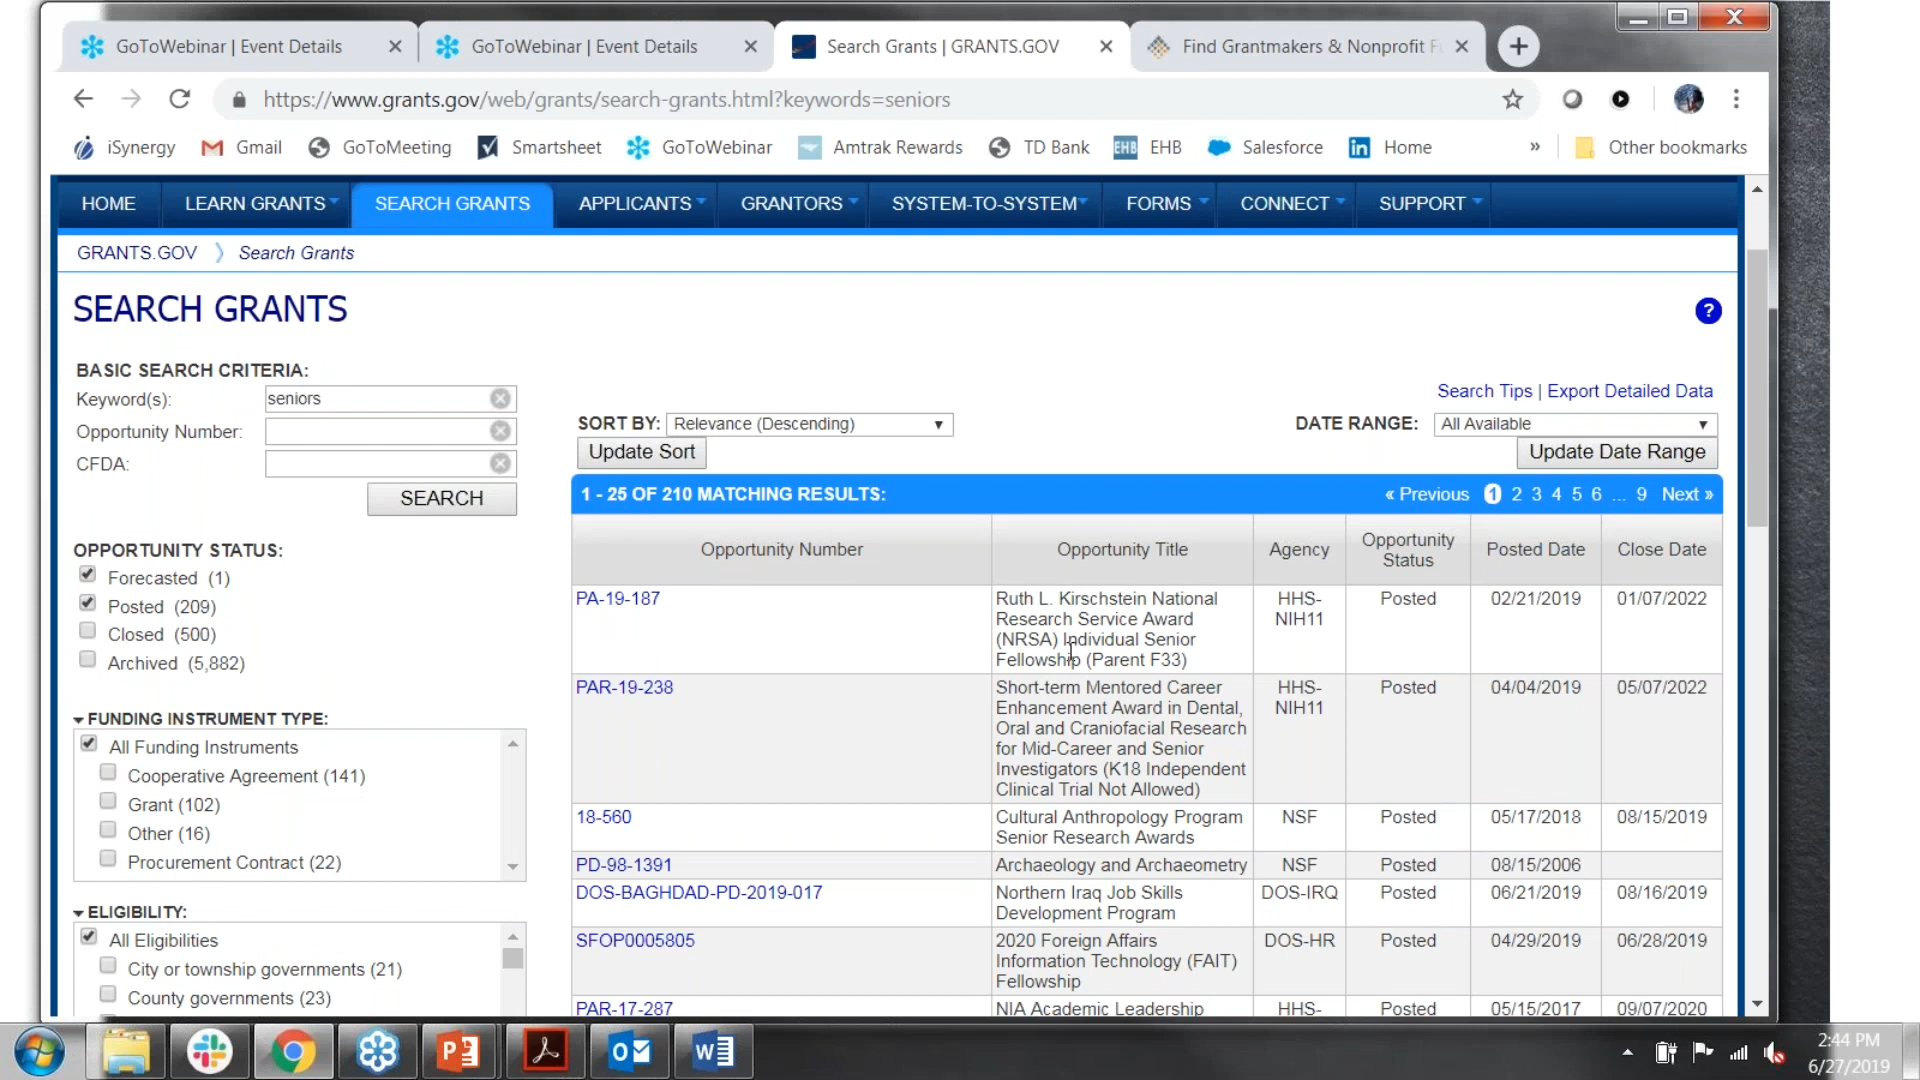 GoToWebinar | Event Details
GoToWebinar | Event Details
Search Grants | GRANTS.GOV
Find Grantmakers & Nonprofit F
https://www.grants.gov/web/grants/search-grants.html?keywords=seniors
iSynergy
Gmail
GoToMeeting
Smartsheet
GoToWebinar
Amtrak Rewards
TD Bank
EHB EHB
Salesforce
in Home
»
Other bookmarks
HOME
LEARN GRANTS
SEARCH GRANTS
APPLICANTS
GRANTORS
SYSTEM-TO-SYSTEM
FORMS
CONNECT
SUPPORT
GRANTS.GOV
Search Grants
SEARCH GRANTS
?
BASIC SEARCH CRITERIA:
Keyword(s): seniors
Opportunity Number:
CFDA:
SEARCH
OPPORTUNITY STATUS:
Forecasted (1)
Posted (209)
Closed (500)
Archived (5,882)
FUNDING INSTRUMENT TYPE:
All Funding Instruments
Cooperative Agreement (141)
Grant (102)
Other (16)
Procurement Contract (22)
ELIGIBILITY:
All Eligibilities
City or township governments (21)
County governments (23)
Search Tips | Export Detailed Data
SORT BY: Relevance (Descending)
DATE RANGE: All Available
Update Sort
Update Date Range
1 - 25 OF 210 MATCHING RESULTS:
« Previous 1 2 3 4 5 6 ... 9 Next »
Opportunity Number
Opportunity Title
Agency
Opportunity
Status
Posted Date
Close Date
PA-19-187
Ruth L. Kirschstein National
Research Service Award
(NRSA) Individual Senior
Fellowship (Parent F33)
HHS-
NIH11
Posted
02/21/2019
01/07/2022
PAR-19-238
Short-term Mentored Career
Enhancement Award in Dental,
Oral and Craniofacial Research
for Mid-Career and Senior
Investigators (K18 Independent
Clinical Trial Not Allowed)
HHS-
NIH11
Posted
04/04/2019
05/07/2022
18-560
Cultural Anthropology Program
Senior Research Awards
NSF
Posted
05/17/2018
08/15/2019
PD-98-1391
Archaeology and Archaeometry
NSF
Posted
08/15/2006
DOS-BAGHDAD-PD-2019-017
Northern Iraq Job Skills
Development Program
DOS-IRQ
Posted
06/21/2019
08/16/2019
SFOP0005805
2020 Foreign Affairs
Information Technology (FAIT)
Fellowship
DOS-HR
Posted
04/29/2019
06/28/2019
PAR-17-287
NIA Academic Leadership
HHS-
Posted
05/15/2017
09/07/2020
2:44 PM
6/27/2019